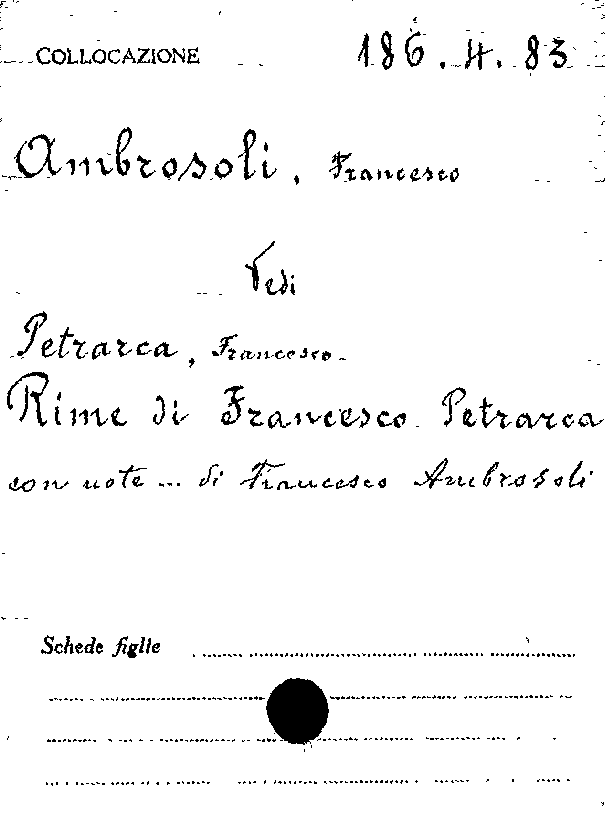 COLLOCAZIONE 186.4.83
Ambrosoli, Francesco
Vedi
Petrarca, Francesco.
Rime di Francesco Petrarca
con note ... di Francesco Ambrosoli
Schede figlie